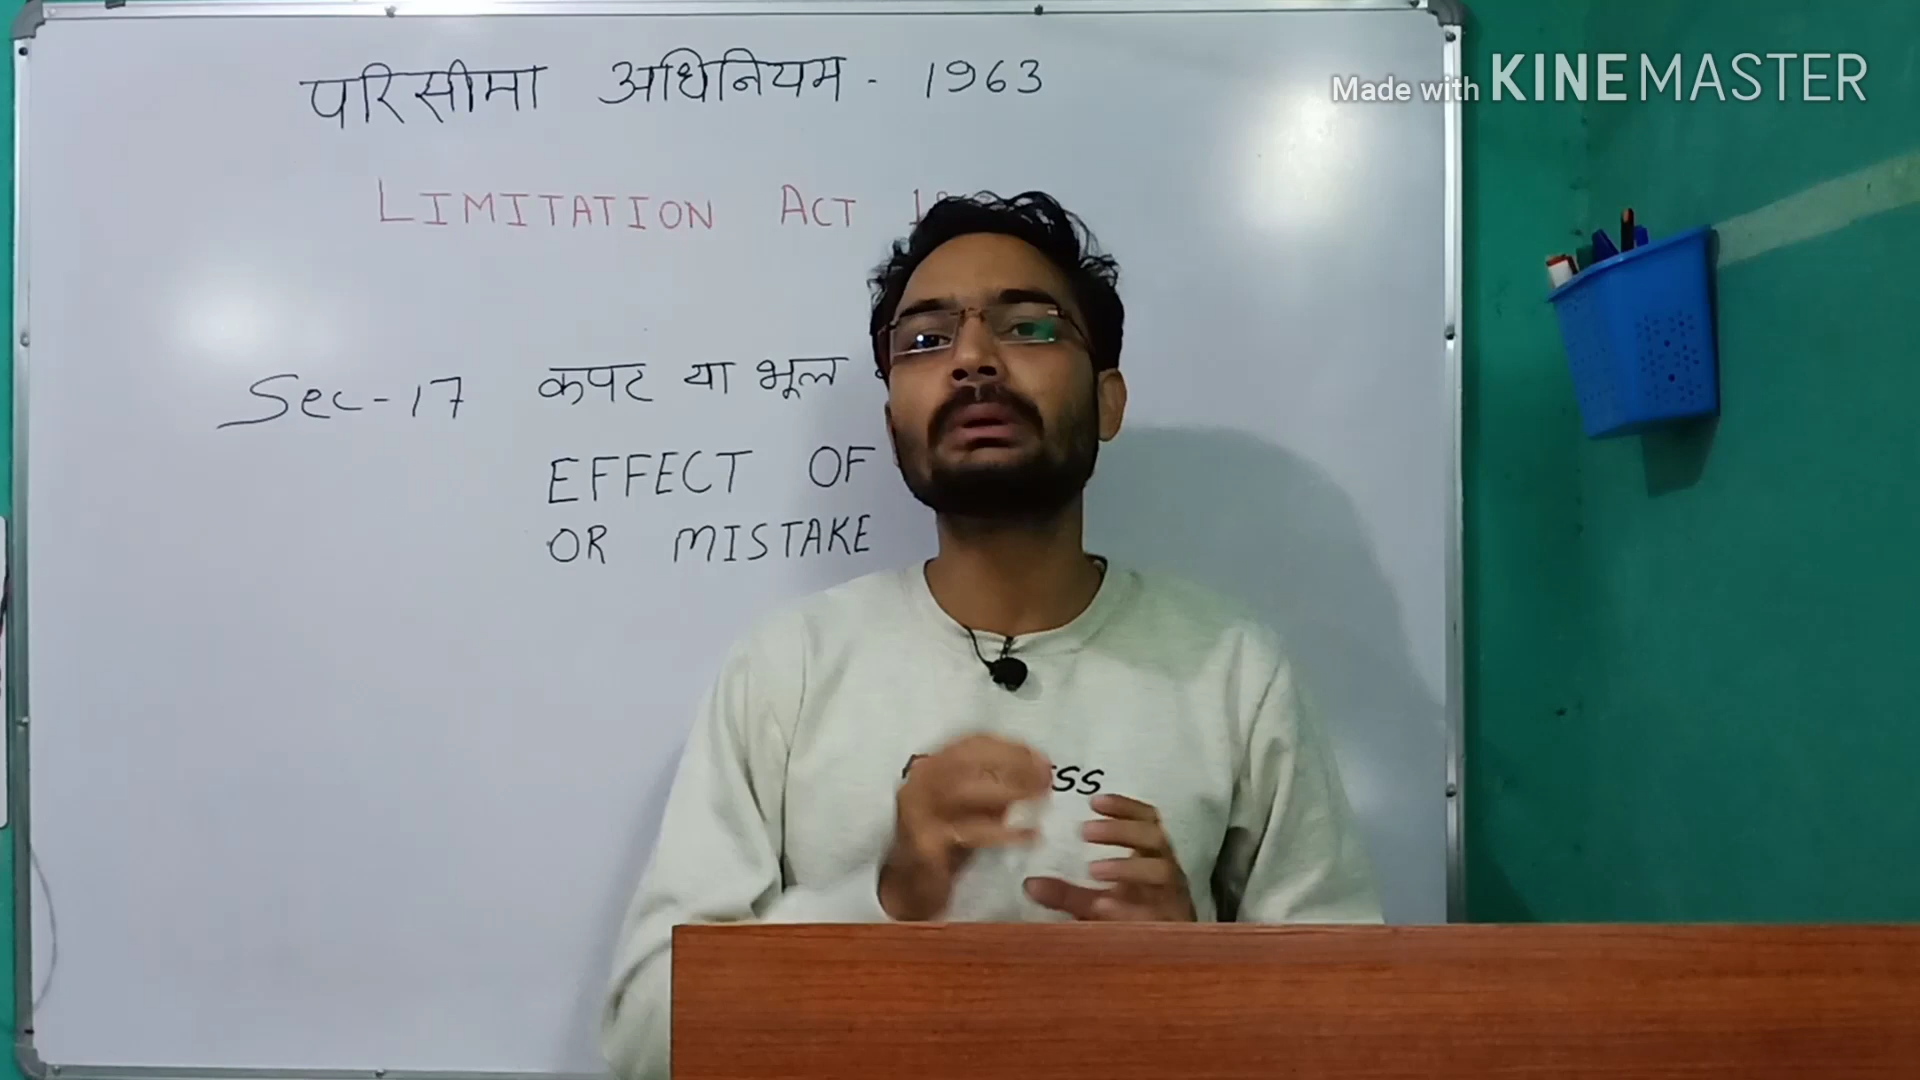 परिसीमा अधिनियम - 1963
Made with KINEMASTER
LIMITATION ACT
Sec-17 कपट या भूल
EFFECT OF
OR MISTAKE